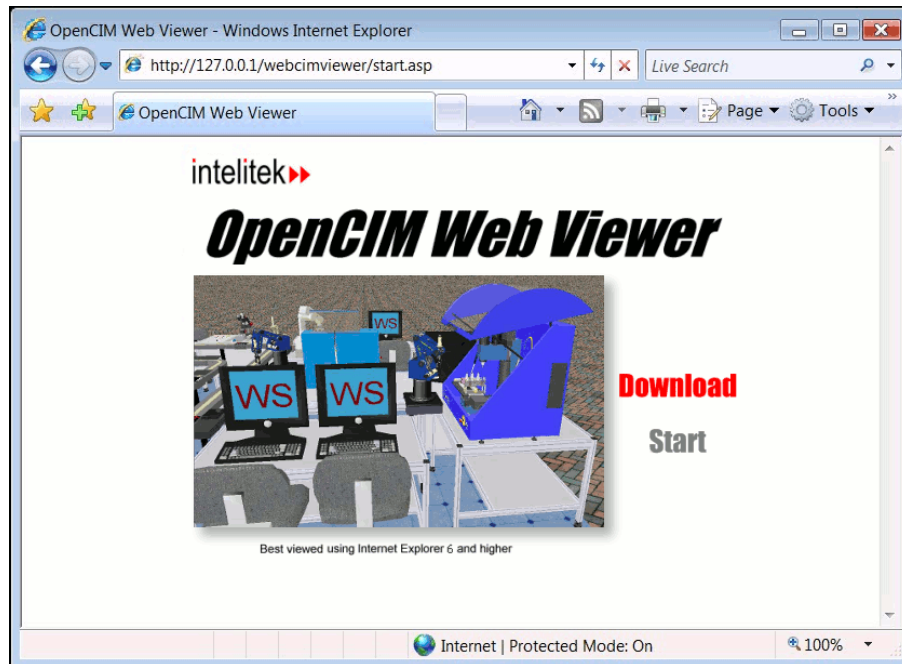 OpenCIM Web Viewer - Windows Internet Explorer
http://127.0.0.1/webcimviewer/start.asp
Live Search
OpenCIM Web Viewer
Page
Tools
intelitek
OpenCIM Web Viewer
WS
WS
WS
Download
Start
Best viewed using Internet Explorer 6 and higher
Internet | Protected Mode: On
100%